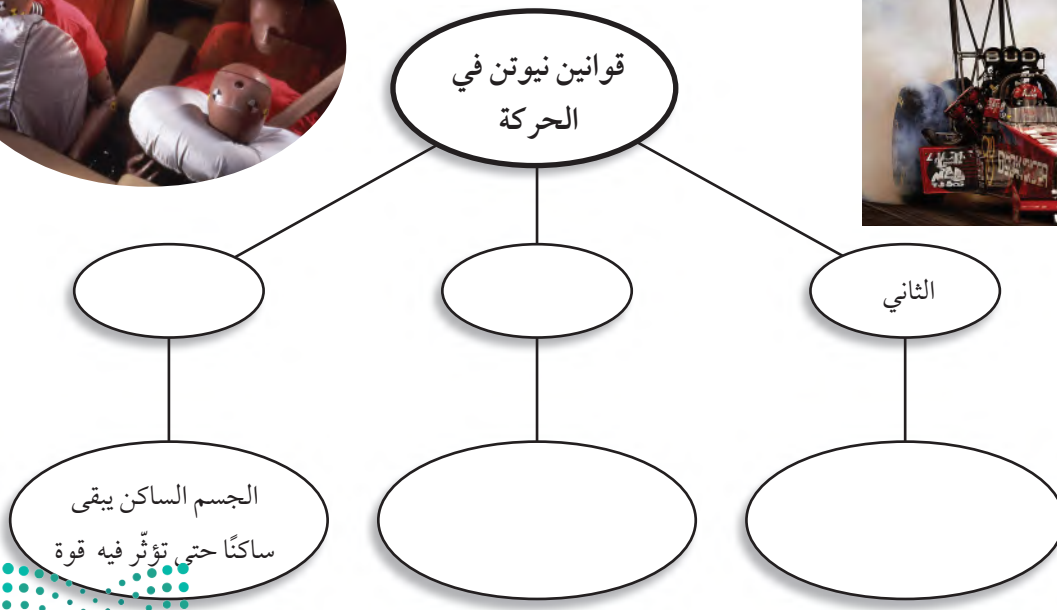 قوانين نيوتن في
الحركة
الثاني
الجسم الساكن يبقى
ساكنًا حتى تؤثّر فيه قوة